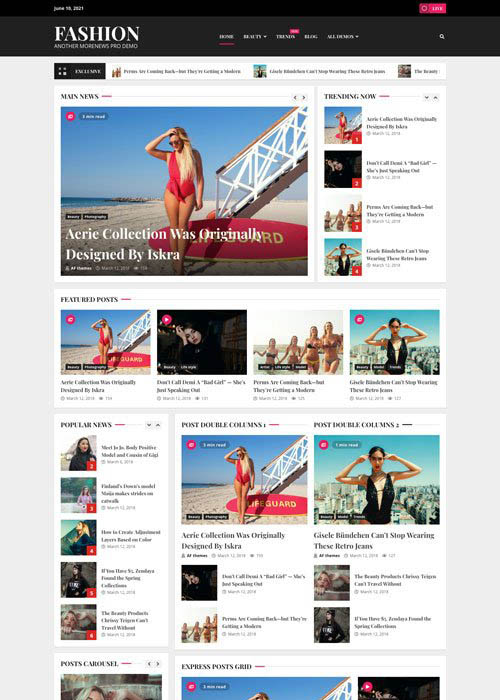 June 10, 2021
LIVE
FASHION
ANOTHER MORENEWS PRO DEMO
HOME BEAUTY TRENDS NEW BLOG ALL DEMOS
EXCLUSIVE
Perms Are Coming Back—but They're Getting a Modern
Gisele Bündchen Can't Stop Wearing These Retro Jeans
The Beauty
MAIN NEWS
3 min read
LIFEGUARD
Beauty Photography
Aerie Collection Was Originally
Designed By Iskra
AF themes March 12, 2018
TRENDING NOW
1
Aerie Collection Was Originally
Designed By Iskra
March 12, 2018
2
Don't Call Demi A "Bad Girl" —
She's Just Speaking Out
March 12, 2018
3
Perms Are Coming Back—but
They're Getting a Modern
March 12, 2018
4
Gisele Bündchen Can't Stop
Wearing These Retro Jeans
March 12, 2018
FEATURED POSTS
LIFEGUARD
Beauty Photography
Aerie Collection Was Originally
Designed By Iskra
March 12, 2018
Beauty Life style
Don't Call Demi A "Bad Girl" — She's
Just Speaking Out
March 12, 2018 131
Artist Life style Model
Perms Are Coming Back—but
They're Getting a Modern
March 12, 2018 125
Beauty Model Trends
Gisele Bündchen Can't Stop Wearing
These Retro Jeans
March 12, 2018 127
POPULAR NEWS
Meet Jo Jo, Body Positive
Model and Cousin of Gigi
March 6, 2018
3
Finland's Down's model
Maija makes strides on
catwalk
March 12, 2018
4
How to Create Adjustment
Layers Based on Color
March 12, 2018
5
If You Have $5, Zendaya
Found the Spring
Collections
March 12, 2018
6
The Beauty Products
Chrissy Teigen Can't
Travel Without
March 12, 2018
POSTS CAROUSEL
POST DOUBLE COLUMNS 1
3 min read
LIFEGUARD
Beauty Photography
Aerie Collection Was Originally
Designed By Iskra
AF themes March 12, 2018
Don't Call Demi A "Bad Girl" —
She's Just Speaking Out
March 12, 2018
Perms Are Coming Back—but They're
Getting a Modern
March 12, 2018
POST DOUBLE COLUMNS 2
1 min read
Beauty Model Trends
Gisele Bündchen Can't Stop Wearing
These Retro Jeans
AF themes March 12, 2018 127
The Beauty Products Chrissy Teigen
Can't Travel Without
March 12, 2018
If You Have $5, Zendaya Found the
Spring Collections
March 12, 2018
EXPRESS POSTS GRID
3 min read